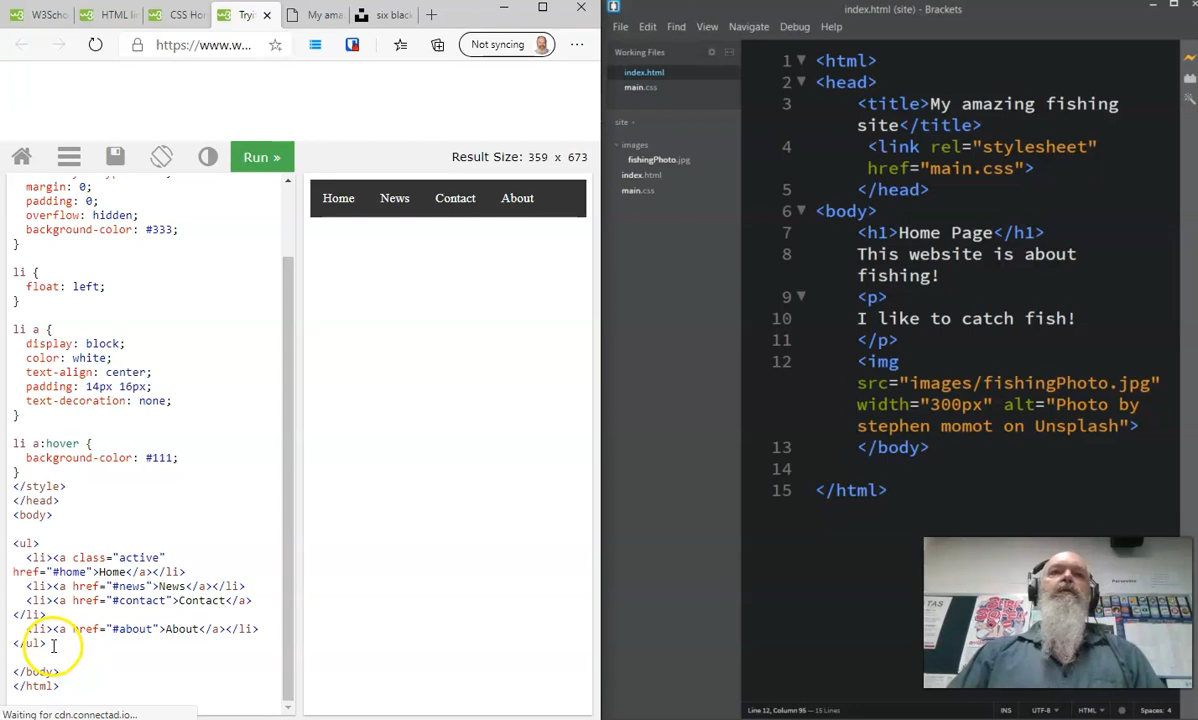 W3Scho
HTML lin
CSS Hor
Tryi
My ama
six black
https://www.w...
Not syncing
Run »
Result Size: 359 x 673
margin: 0;
padding: 0;
overflow: hidden;
background-color: #333;
}
li {
float: left;
}
li a {
display: block;
color: white;
text-align: center;
padding: 14px 16px;
text-decoration: none;
}
li a:hover {
background-color: #111;
}
</style>
</head>
<body>
<ul>
<li><a class="active"
href="#home">Home</a></li>
<li><a href="#news">News</a></li>
<li><a href="#contact">Contact</a>
</li>
<li><a href="#about">About</a></li>
</ul>
</body>
</html>
Waiting for cdn.connectad.io...
Home News Contact About
index.html (site) - Brackets
File Edit Find View Navigate Debug Help
Working Files
index.html
main.css
site
images
fishingPhoto.jpg
index.html
main.css
1 <html>
2 <head>
3 <title>My amazing fishing
site</title>
4 <link rel="stylesheet"
href="main.css">
5 </head>
6 <body>
7 <h1>Home Page</h1>
8 This website is about
fishing!
9 <p>
10 I like to catch fish!
11 </p>
12 <img
src="images/fishingPhoto.jpg"
width="300px" alt="Photo by
stephen momot on Unsplash">
13 </body>
14
15 </html>
Line 12, Column 95 — 15 Lines
INS UTF-8 HTML Spaces: 4